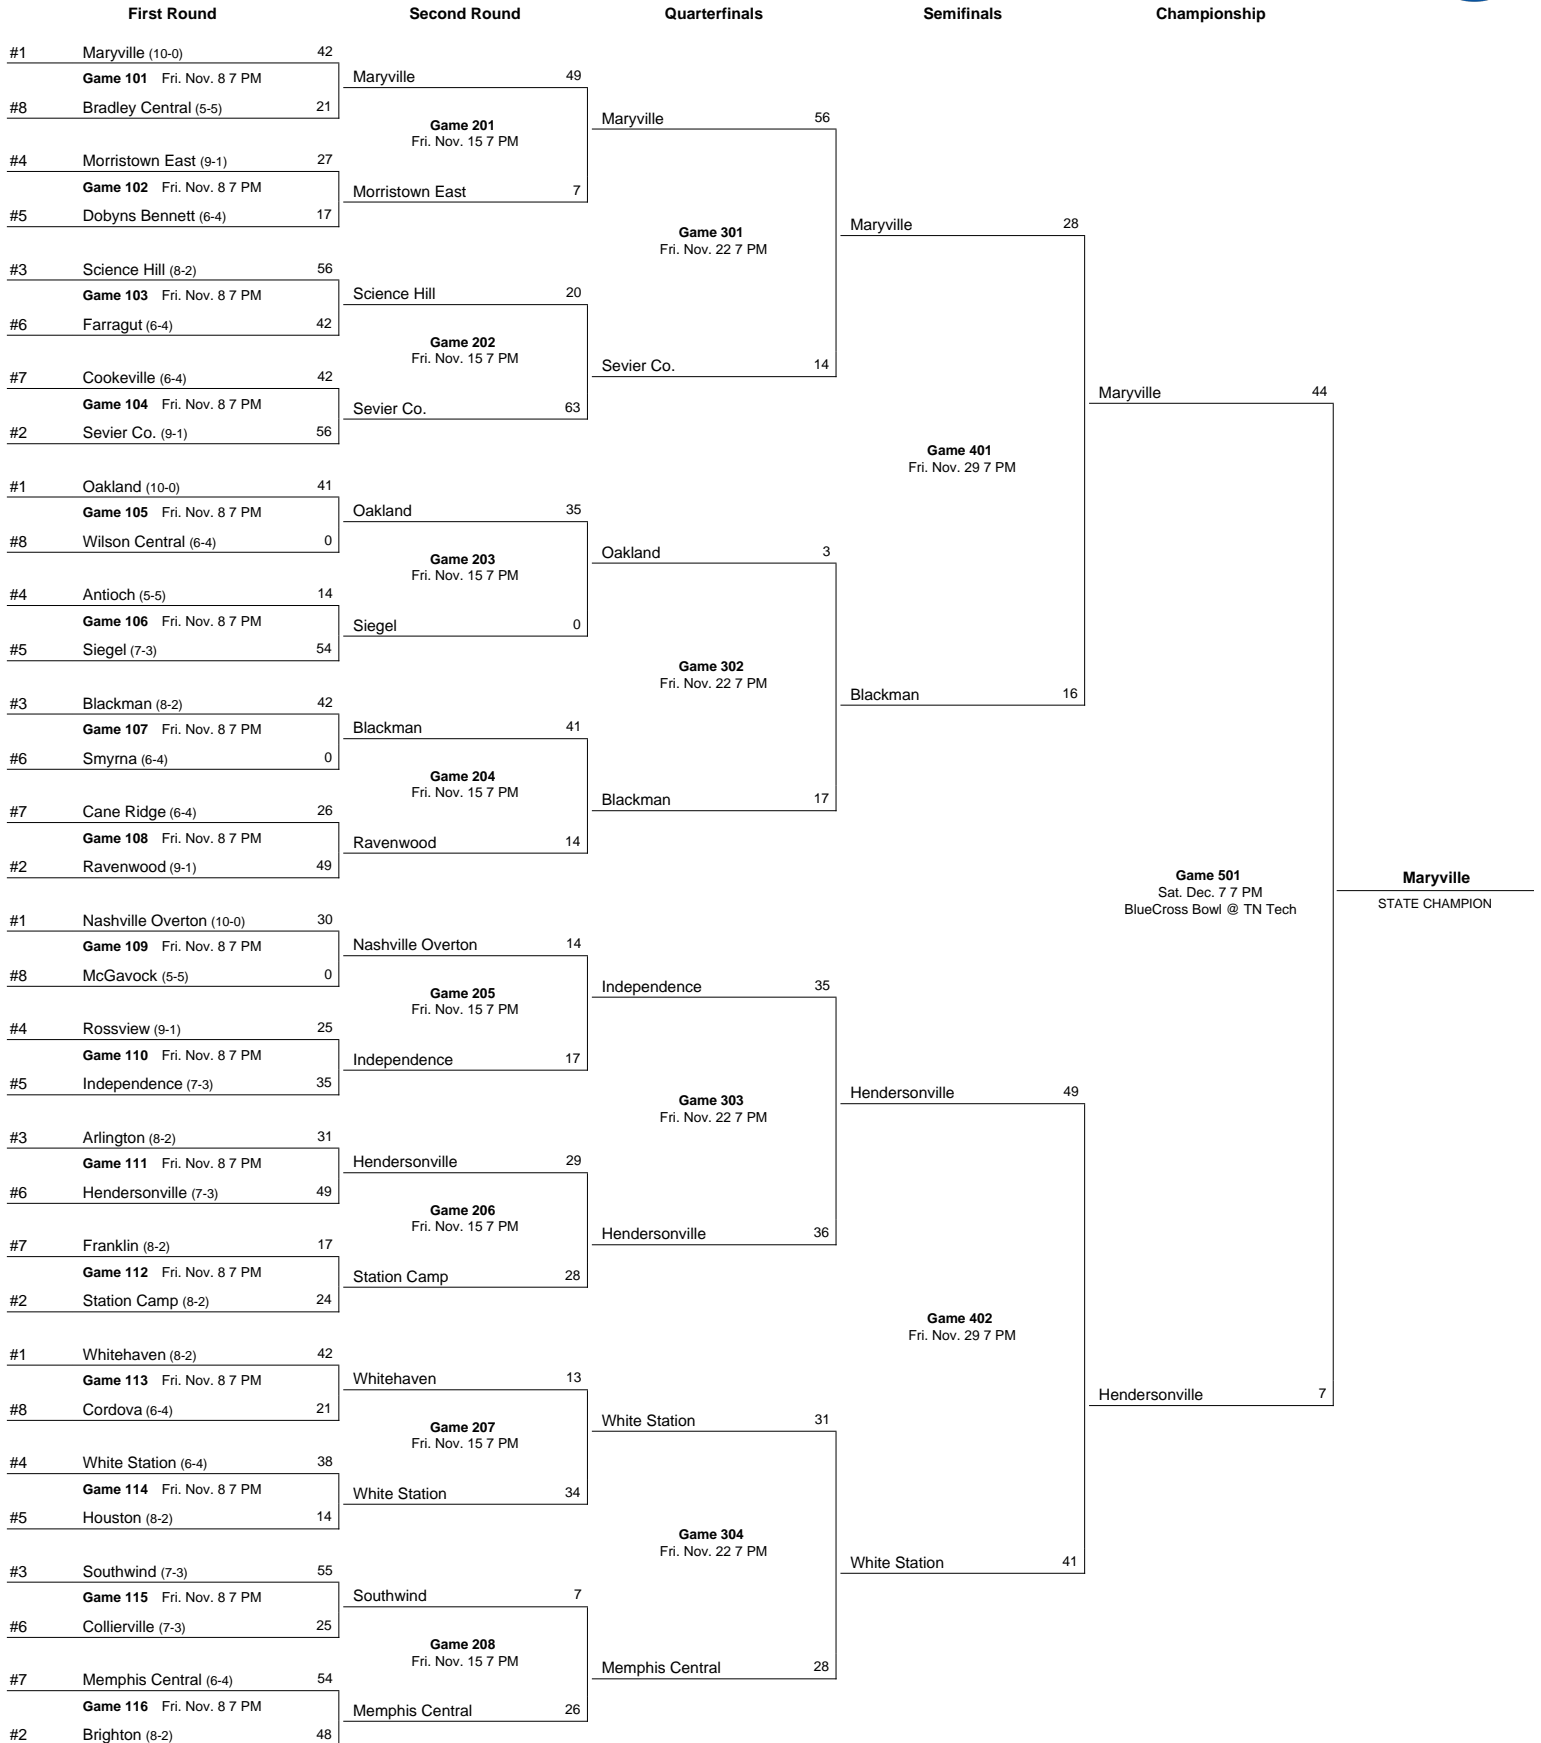 First Round Second Round Quarterfinals Semifinals Championship
#1 Maryville (10-0) 42
Game 101 Fri. Nov. 8 7 PM
#8 Bradley Central (5-5) 21
#4 Morristown East (9-1) 27
Game 102 Fri. Nov. 8 7 PM
#5 Dobyns Bennett (6-4) 17
#3 Science Hill (8-2) 56
Game 103 Fri. Nov. 8 7 PM
#6 Farragut (6-4) 42
#7 Cookeville (6-4) 42
Game 104 Fri. Nov. 8 7 PM
#2 Sevier Co. (9-1) 56
#1 Oakland (10-0) 41
Game 105 Fri. Nov. 8 7 PM
#8 Wilson Central (6-4) 0
#4 Antioch (5-5) 14
Game 106 Fri. Nov. 8 7 PM
#5 Siegel (7-3) 54
#3 Blackman (8-2) 42
Game 107 Fri. Nov. 8 7 PM
#6 Smyrna (6-4) 0
#7 Cane Ridge (6-4) 26
Game 108 Fri. Nov. 8 7 PM
#2 Ravenwood (9-1) 49
#1 Nashville Overton (10-0) 30
Game 109 Fri. Nov. 8 7 PM
#8 McGavock (5-5) 0
#4 Rossview (9-1) 25
Game 110 Fri. Nov. 8 7 PM
#5 Independence (7-3) 35
#3 Arlington (8-2) 31
Game 111 Fri. Nov. 8 7 PM
#6 Hendersonville (7-3) 49
#7 Franklin (8-2) 17
Game 112 Fri. Nov. 8 7 PM
#2 Station Camp (8-2) 24
#1 Whitehaven (8-2) 42
Game 113 Fri. Nov. 8 7 PM
#8 Cordova (6-4) 21
#4 White Station (6-4) 38
Game 114 Fri. Nov. 8 7 PM
#5 Houston (8-2) 14
#3 Southwind (7-3) 55
Game 115 Fri. Nov. 8 7 PM
#6 Collierville (7-3) 25
#7 Memphis Central (6-4) 54
Game 116 Fri. Nov. 8 7 PM
#2 Brighton (8-2) 48
Maryville 49
Game 201
Fri. Nov. 15 7 PM
Morristown East 7
Science Hill 20
Game 202
Fri. Nov. 15 7 PM
Sevier Co. 63
Oakland 35
Game 203
Fri. Nov. 15 7 PM
Siegel 0
Blackman 41
Game 204
Fri. Nov. 15 7 PM
Ravenwood 14
Nashville Overton 14
Game 205
Fri. Nov. 15 7 PM
Independence 17
Hendersonville 29
Game 206
Fri. Nov. 15 7 PM
Station Camp 28
Whitehaven 13
Game 207
Fri. Nov. 15 7 PM
White Station 34
Southwind 7
Game 208
Fri. Nov. 15 7 PM
Memphis Central 26
Maryville 56
Game 301
Fri. Nov. 22 7 PM
Sevier Co. 14
Oakland 3
Game 302
Fri. Nov. 22 7 PM
Blackman 17
Independence 35
Game 303
Fri. Nov. 22 7 PM
Hendersonville 36
White Station 31
Game 304
Fri. Nov. 22 7 PM
Memphis Central 28
Maryville 28
Game 401
Fri. Nov. 29 7 PM
Blackman 16
Hendersonville 49
Game 402
Fri. Nov. 29 7 PM
White Station 41
Maryville 44
Game 501
Sat. Dec. 7 7 PM
BlueCross Bowl @ TN Tech
Hendersonville 7
Maryville
STATE CHAMPION